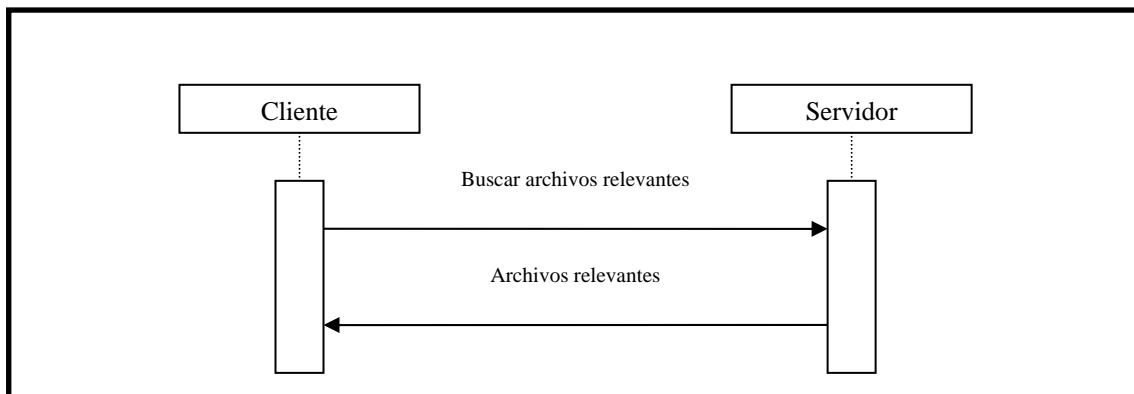 Cliente
Servidor
Buscar archivos relevantes
Archivos relevantes